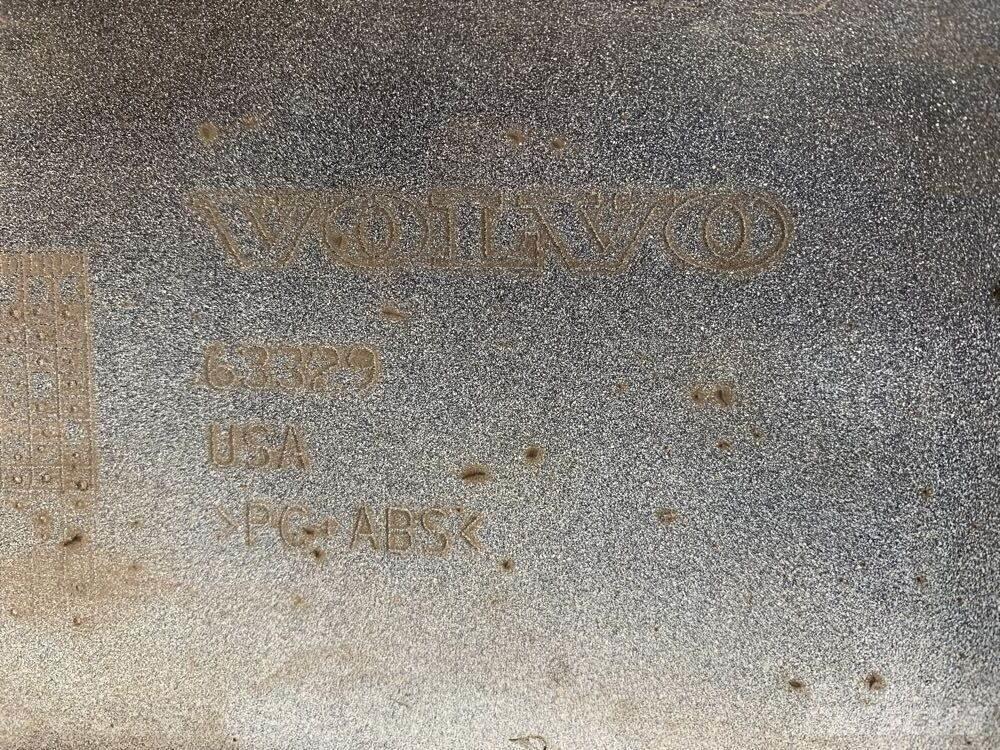 VOLVO
63329
USA
>PC+ABS<